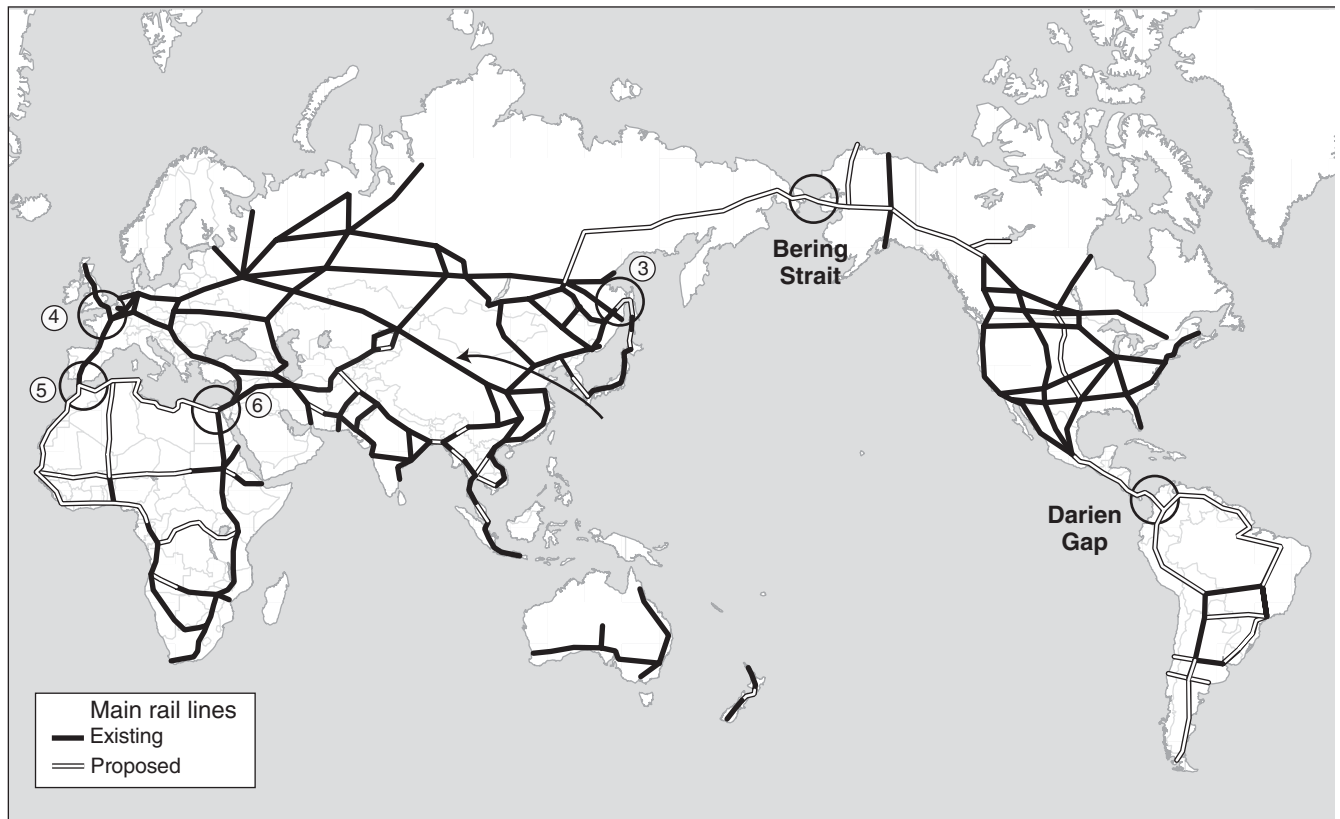 Bering
Strait
3
4
5
6
Darien
Gap
Main rail lines
Existing
Proposed